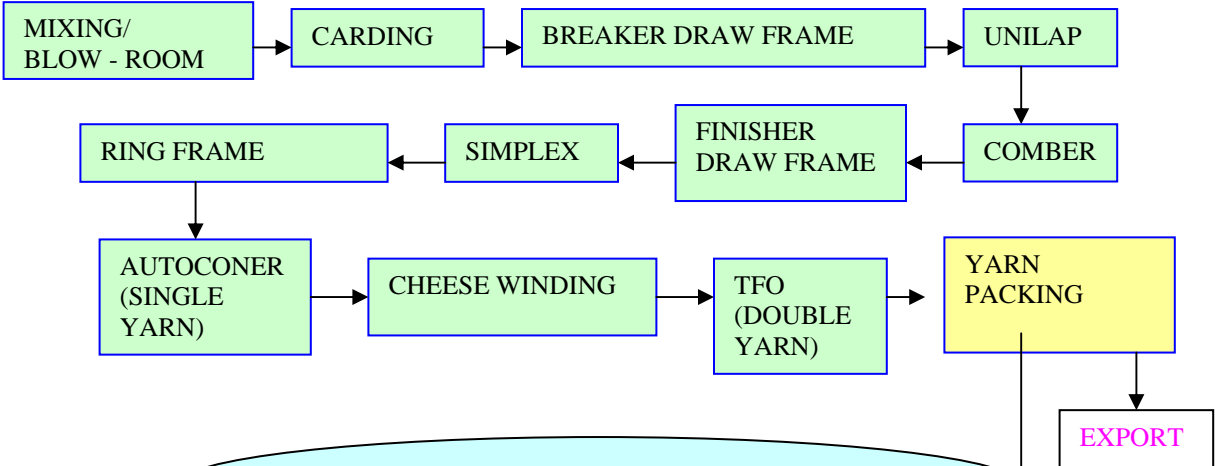 MIXING/
BLOW - ROOM
CARDING
BREAKER DRAW FRAME
UNILAP
RING FRAME
SIMPLEX
FINISHER
DRAW FRAME
COMBER
AUTOCONER
(SINGLE
YARN)
CHEESE WINDING
TFO
(DOUBLE
YARN)
YARN
PACKING
EXPORT